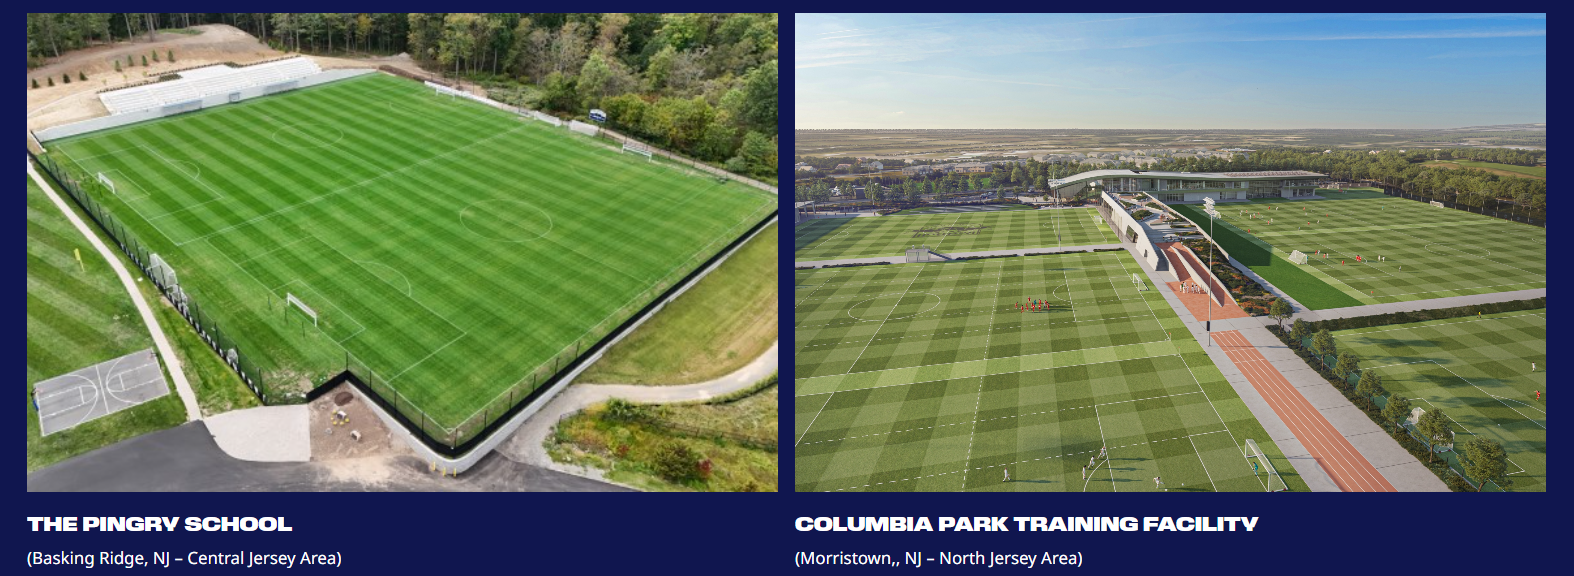 THE PINGRY SCHOOL
(Basking Ridge, NJ – Central Jersey Area)
COLUMBIA PARK TRAINING FACILITY
(Morristown,, NJ – North Jersey Area)